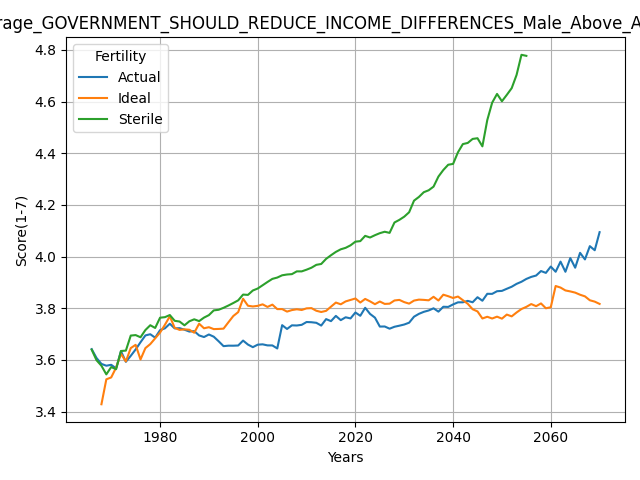 rage_GOVERNMENT_SHOULD_REDUCE_INCOME_DIFFERENCES_Male_Above_A
Fertility
Actual
Ideal
Sterile
Score(1-7)
4.8
4.6
4.4
4.2
4.0
3.8
3.6
3.4
1980 2000 2020 2040 2060
Years